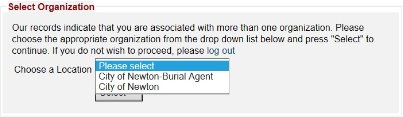 Select Organization
Our records indicate that you are associated with more than one organization. Please
choose the appropriate organization from the drop down list below and press "Select" to
continue. If you do not wish to proceed, please log out
Choose a Location Please select
City of Newton-Burial Agent
City of Newton